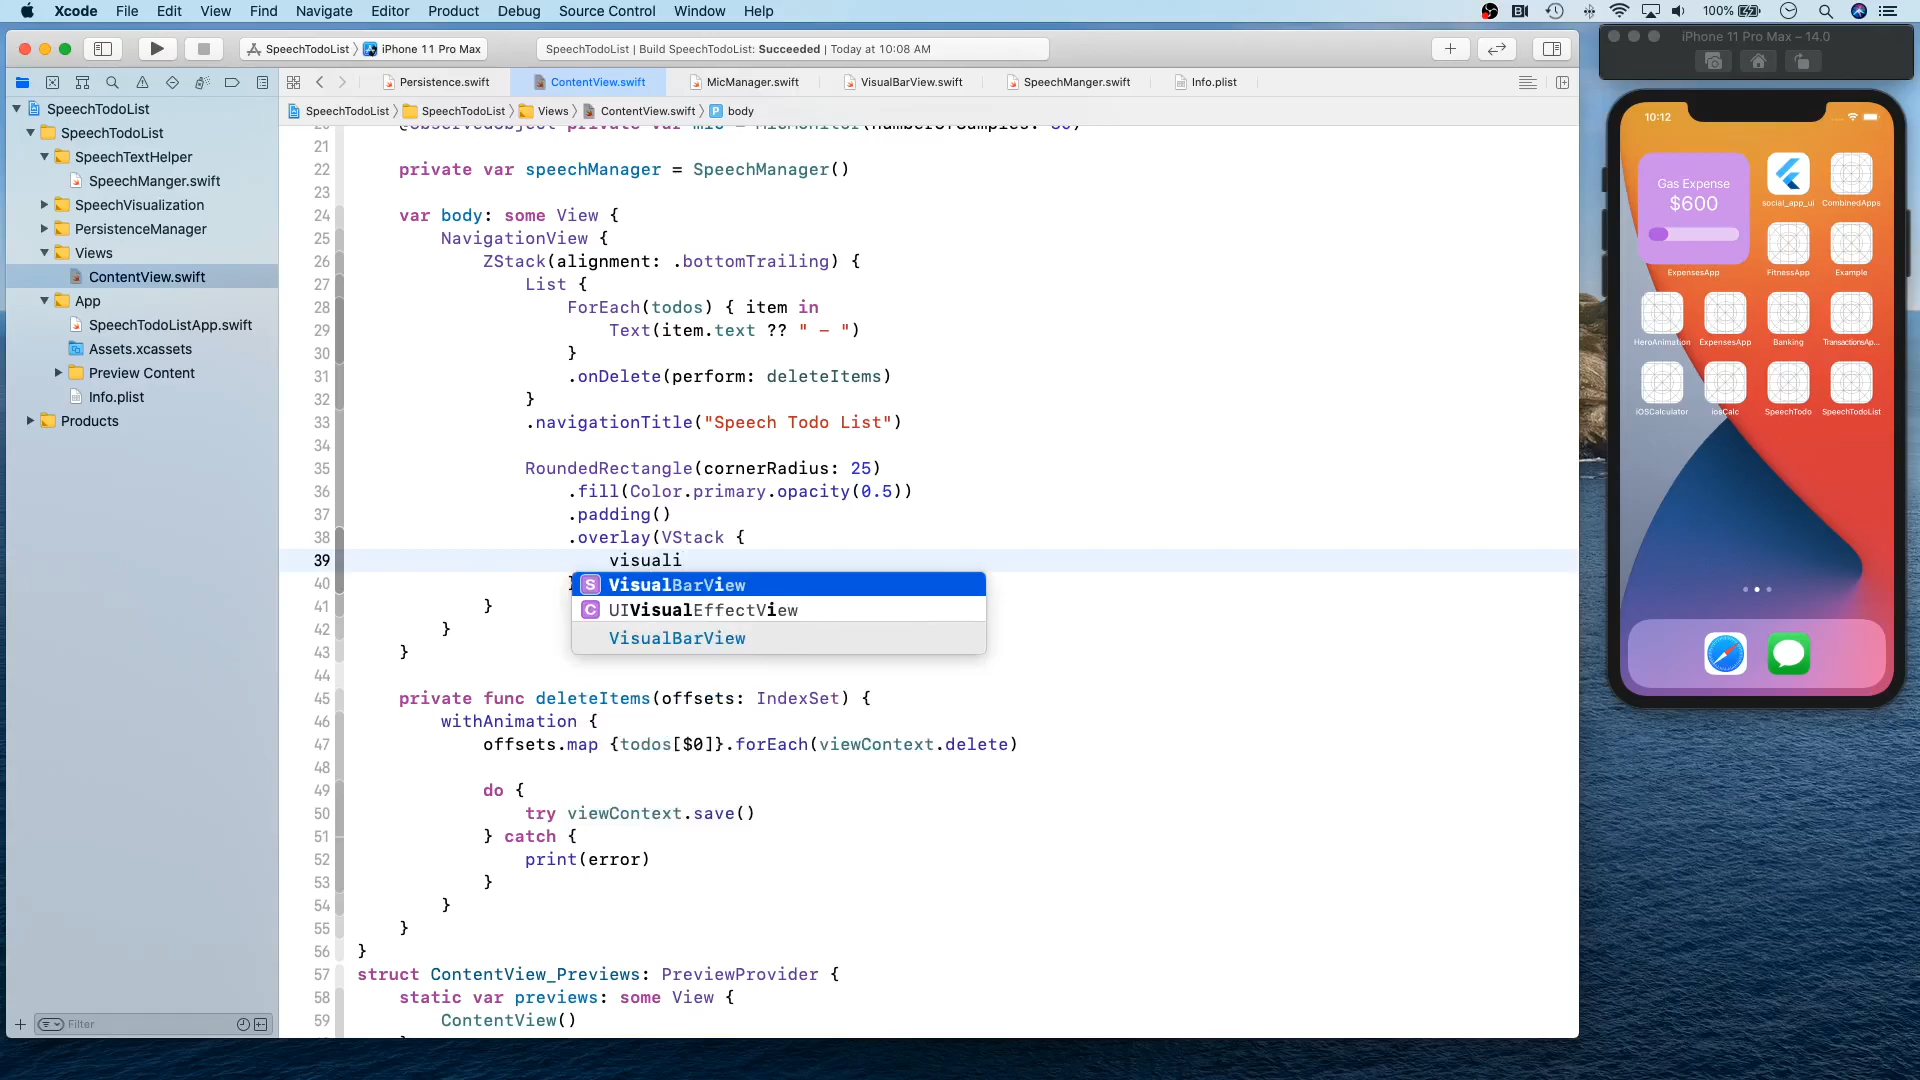 Xcode File Edit View Find Navigate Editor Product Debug Source Control Window Help 100%
SpeechTodoList iPhone 11 Pro Max SpeechTodoList | Build SpeechTodoList: Succeeded | Today at 10:08 AM
Persistence.swift ContentView.swift MicManager.swift VisualBarView.swift SpeechManger.swift Info.plist
SpeechTodoList SpeechTodoList Views ContentView.swift P body
SpeechTodoList
SpeechTodoList
SpeechTextHelper
SpeechManger.swift
SpeechVisualization
PersistenceManager
Views
ContentView.swift
App
SpeechTodoListApp.swift
Assets.xcassets
Preview Content
Info.plist
Products
Filter
21
22 private var speechManager = SpeechManager()
23
24 var body: some View {
25 NavigationView {
26 ZStack(alignment: .bottomTrailing) {
27 List {
28 ForEach(todos) { item in
29 Text(item.text ?? " — ")
30 }
31 .onDelete(perform: deleteItems)
32 }
33 .navigationTitle("Speech Todo List")
34
35 RoundedRectangle(cornerRadius: 25)
36 .fill(Color.primary.opacity(0.5))
37 .padding()
38 .overlay(VStack {
39 visuali
40
S VisualBarView
C UIVisualEffectView
VisualBarView
41 }
42 }
43 }
44
45 private func deleteItems(offsets: IndexSet) {
46 withAnimation {
47 offsets.map {todos[$0]}.forEach(viewContext.delete)
48
49 do {
50 try viewContext.save()
51 } catch {
52 print(error)
53 }
54 }
55 }
56 }
57 struct ContentView_Previews: PreviewProvider {
58 static var previews: some View {
59 ContentView()
iPhone 11 Pro Max – 14.0
10:12
Gas Expense
$600
ExpensesApp
social_app_ui CombinedApps
FitnessApp Example
HeroAnimation ExpensesApp Banking TransactionsAp...
iOSCalculator iosCalc SpeechTodo SpeechTodoList